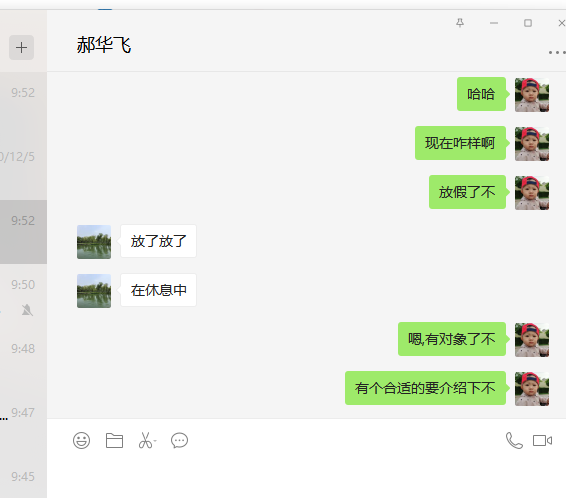 郝华飞
9:52
0/12/5
9:52
9:50
9:48
9:47
9:45
哈哈
现在咋样啊
放假了不
放了放了
在休息中
嗯,有对象了不
有个合适的要介绍下不